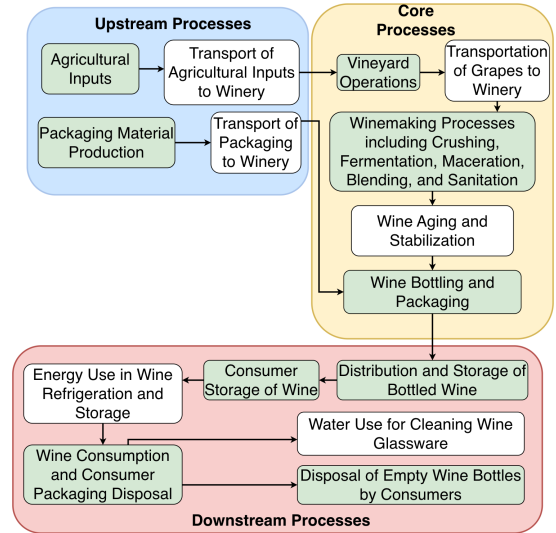 Upstream Processes
Agricultural
Inputs
Transport of
Agricultural Inputs
to Winery
Packaging Material
Production
Transport of
Packaging
to Winery
Core
Processes
Vineyard
Operations
Transportation
of Grapes to
Winery
Winemaking Processes
including Crushing,
Fermentation, Maceration,
Blending, and Sanitation
Wine Aging and
Stabilization
Wine Bottling and
Packaging
Distribution and Storage of
Bottled Wine
Consumer
Storage of Wine
Energy Use in Wine
Refrigeration and
Storage
Wine Consumption
and Consumer
Packaging Disposal
Water Use for Cleaning Wine
Glassware
Disposal of Empty Wine Bottles
by Consumers
Downstream Processes